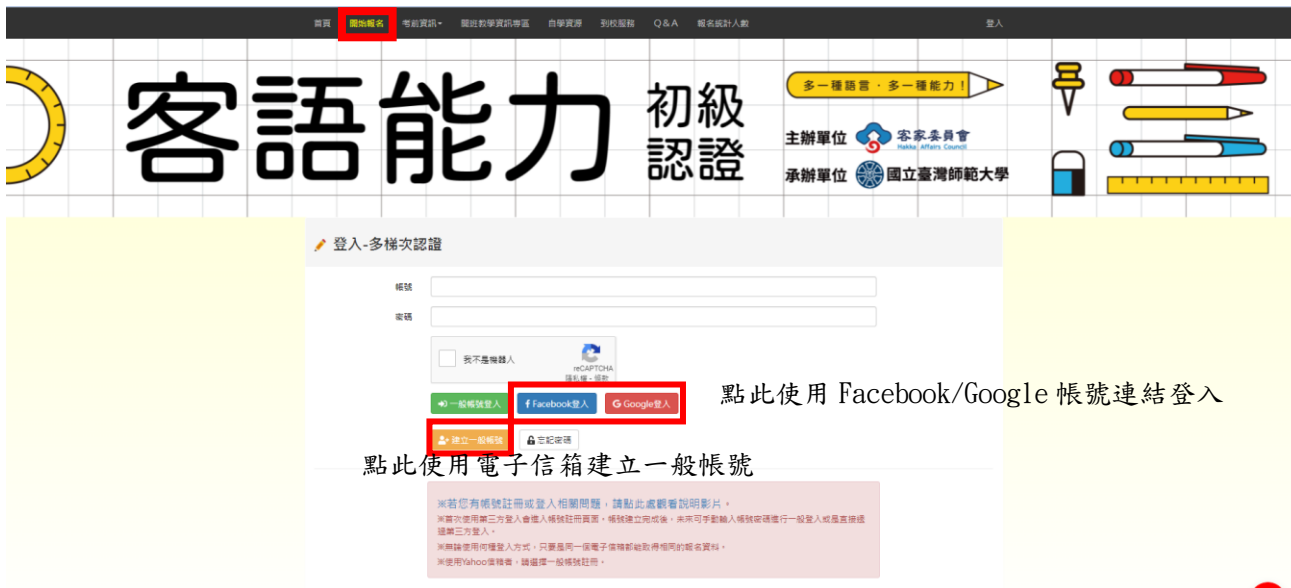 首頁 開始報名 考前資訊 開班教學資訊專區 自學資源 到校服務 Q&A 報名統計人數 登入
客語能力 初級認證
多一種語言・多一種能力！
主辦單位 客家委員會
Hakka Affairs Council
承辦單位 國立臺灣師範大學
登入-多梯次認證
帳號
密碼
我不是機器人
reCAPTCHA
隱私權 - 條款
一般帳號登入 Facebook登入 Google登入
點此使用 Facebook/Google 帳號連結登入
建立一般帳號 忘記密碼
點此使用電子信箱建立一般帳號
※若您有帳號註冊或登入相關問題，請點此處觀看說明影片。
※首次使用第三方登入會進入帳號註冊頁面，帳號建立完成後，未來可手動輸入帳號密碼進行一般登入或是直接透
過第三方登入。
※無論使用何種登入方式，只要是同一個電子信箱都能取得相同的報名資料。
※使用Yahoo信箱者，請選擇一般帳號註冊。